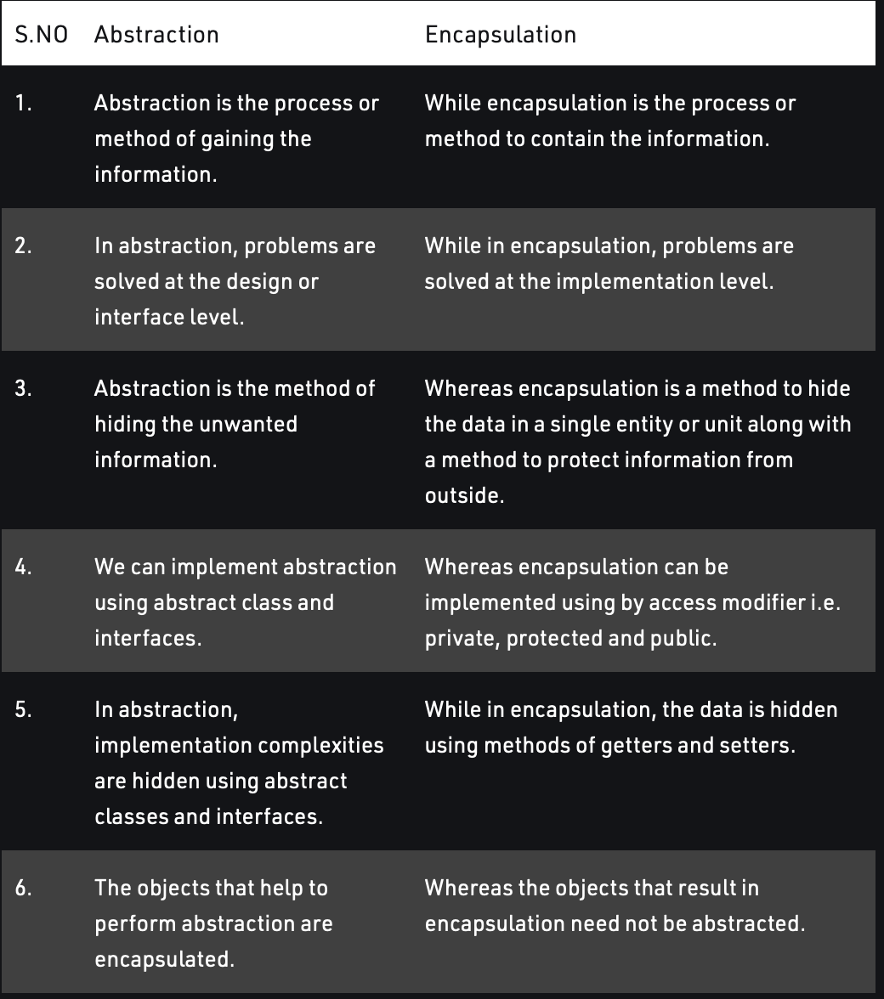 S.NO Abstraction Encapsulation
1. Abstraction is the process or While encapsulation is the process or
method of gaining the method to contain the information.
information.
2. In abstraction, problems are While in encapsulation, problems are
solved at the design or solved at the implementation level.
interface level.
3. Abstraction is the method of Whereas encapsulation is a method to hide
hiding the unwanted the data in a single entity or unit along with
information. a method to protect information from
outside.
4. We can implement abstraction Whereas encapsulation can be
using abstract class and implemented using by access modifier i.e.
interfaces. private, protected and public.
5. In abstraction, While in encapsulation, the data is hidden
implementation complexities using methods of getters and setters.
are hidden using abstract
classes and interfaces.
6. The objects that help to Whereas the objects that result in
perform abstraction are encapsulation need not be abstracted.
encapsulated.